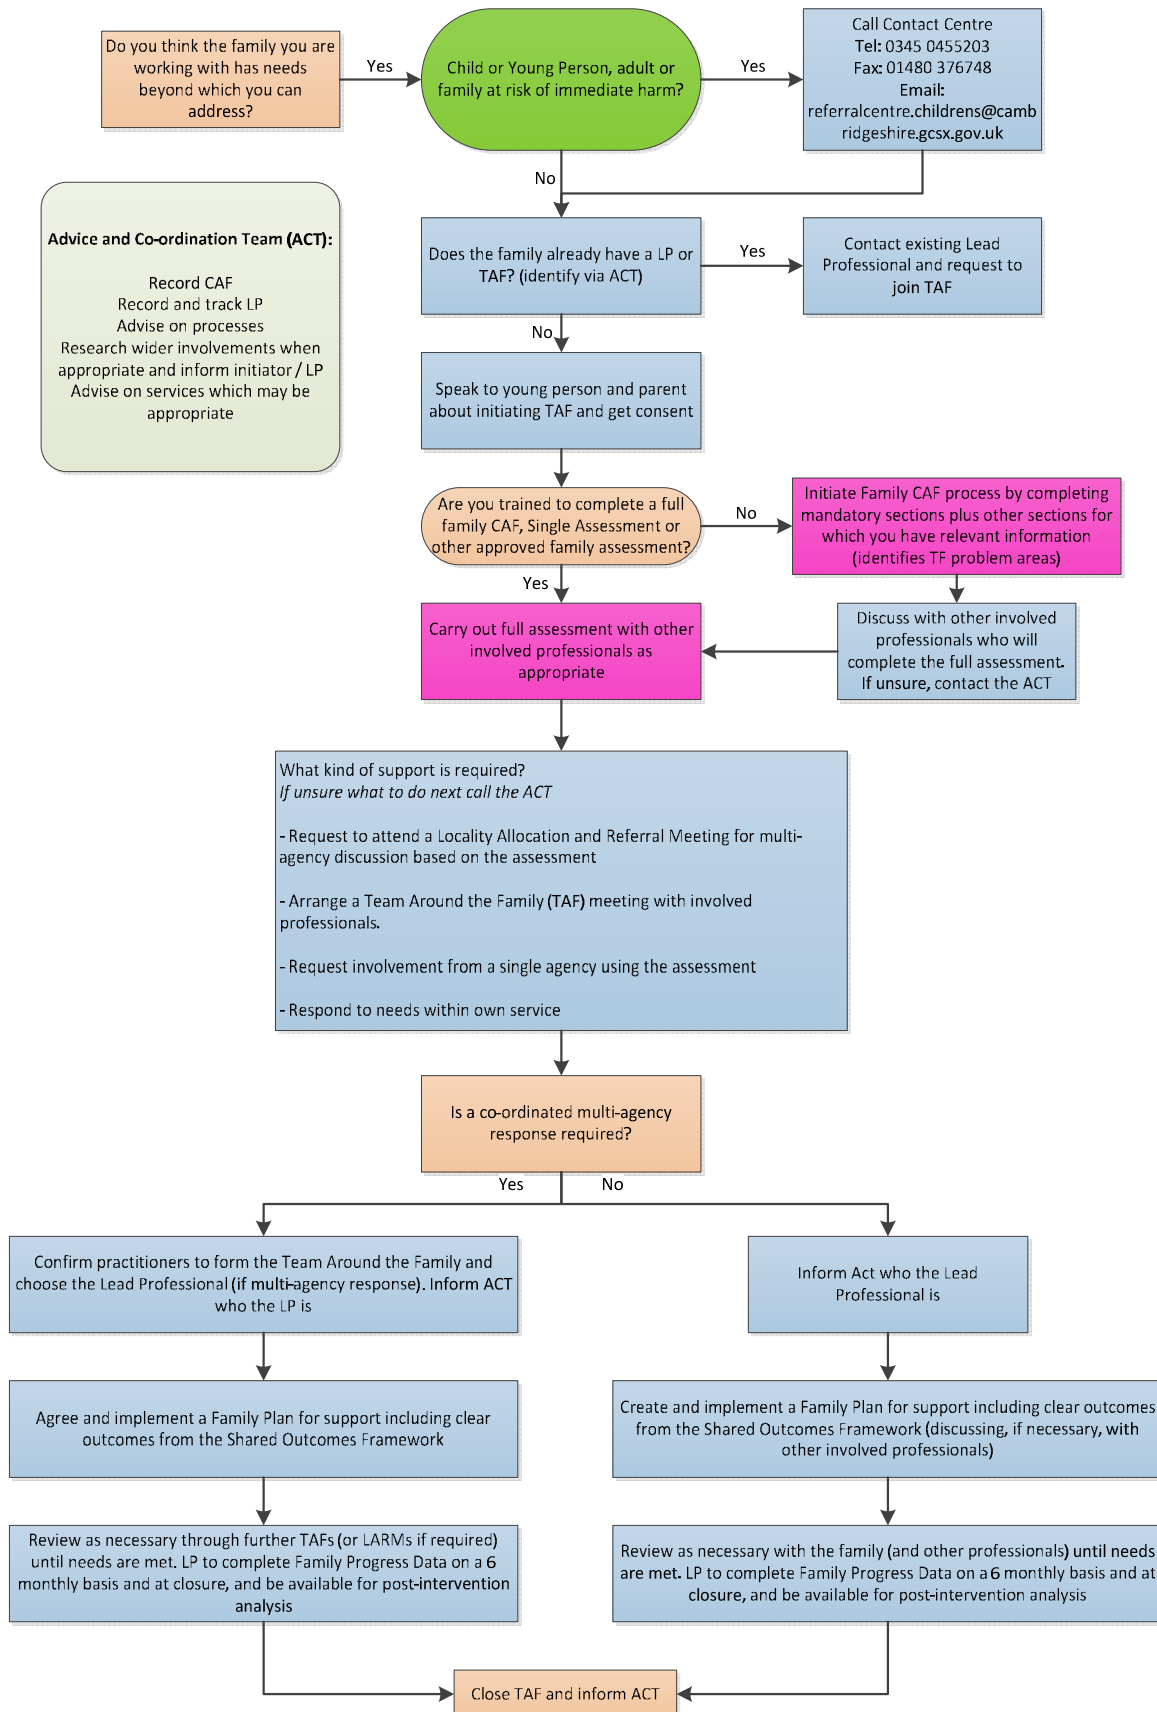 Do you think the family you are
working with has needs
beyond which you can
address?
Yes
Child or Young Person, adult or
family at risk of immediate harm?
Yes
Call Contact Centre
Tel: 0345 0455203
Fax: 01480 376748
Email:
referralcentre.childrens@camb
ridgeshire.gcsx.gov.uk
No
Advice and Co-ordination Team (ACT):
Record CAF
Record and track LP
Advise on processes
Research wider involvements when
appropriate and inform initiator / LP
Advise on services which may be
appropriate
Does the family already have a LP or
TAF? (identify via ACT)
Yes
Contact existing Lead
Professional and request to
join TAF
No
Speak to young person and parent
about initiating TAF and get consent
Are you trained to complete a full
family CAF, Single Assessment or
other approved family assessment?
No
Initiate Family CAF process by completing
mandatory sections plus other sections for
which you have relevant information
(identifies TF problem areas)
Yes
Carry out full assessment with other
involved professionals as
appropriate
Discuss with other involved
professionals who will
complete the full assessment.
If unsure, contact the ACT
What kind of support is required?
If unsure what to do next call the ACT
- Request to attend a Locality Allocation and Referral Meeting for multi-
agency discussion based on the assessment
- Arrange a Team Around the Family (TAF) meeting with involved
professionals.
- Request involvement from a single agency using the assessment
- Respond to needs within own service
Is a co-ordinated multi-agency
response required?
Yes
No
Confirm practitioners to form the Team Around the Family and
choose the Lead Professional (if multi-agency response). Inform ACT
who the LP is
Inform Act who the Lead
Professional is
Agree and implement a Family Plan for support including clear
outcomes from the Shared Outcomes Framework
Create and implement a Family Plan for support including clear outcomes
from the Shared Outcomes Framework (discussing, if necessary, with
other involved professionals)
Review as necessary through further TAFs (or LARMs if required)
until needs are met. LP to complete Family Progress Data on a 6
monthly basis and at closure, and be available for post-intervention
analysis
Review as necessary with the family (and other professionals) until needs
are met. LP to complete Family Progress Data on a 6 monthly basis and at
closure, and be available for post-intervention analysis
Close TAF and inform ACT